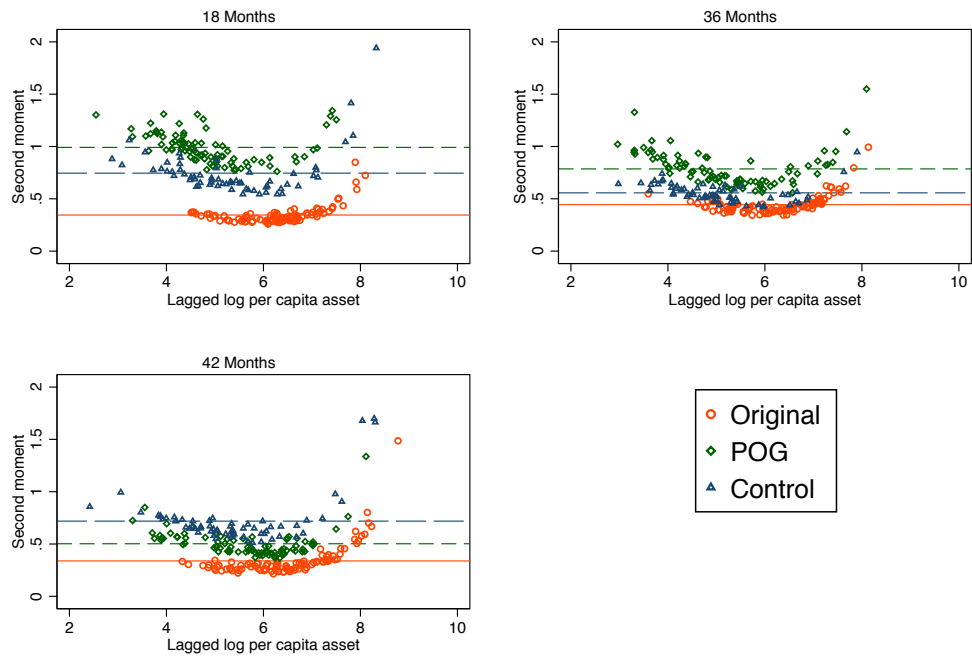 18 Months
Second moment
0 .5 1 1.5 2
2 4 6 8 10
Lagged log per capita asset
36 Months
Second moment
0 .5 1 1.5 2
2 4 6 8 10
Lagged log per capita asset
42 Months
Second moment
0 .5 1 1.5 2
2 4 6 8 10
Lagged log per capita asset
Original
POG
Control